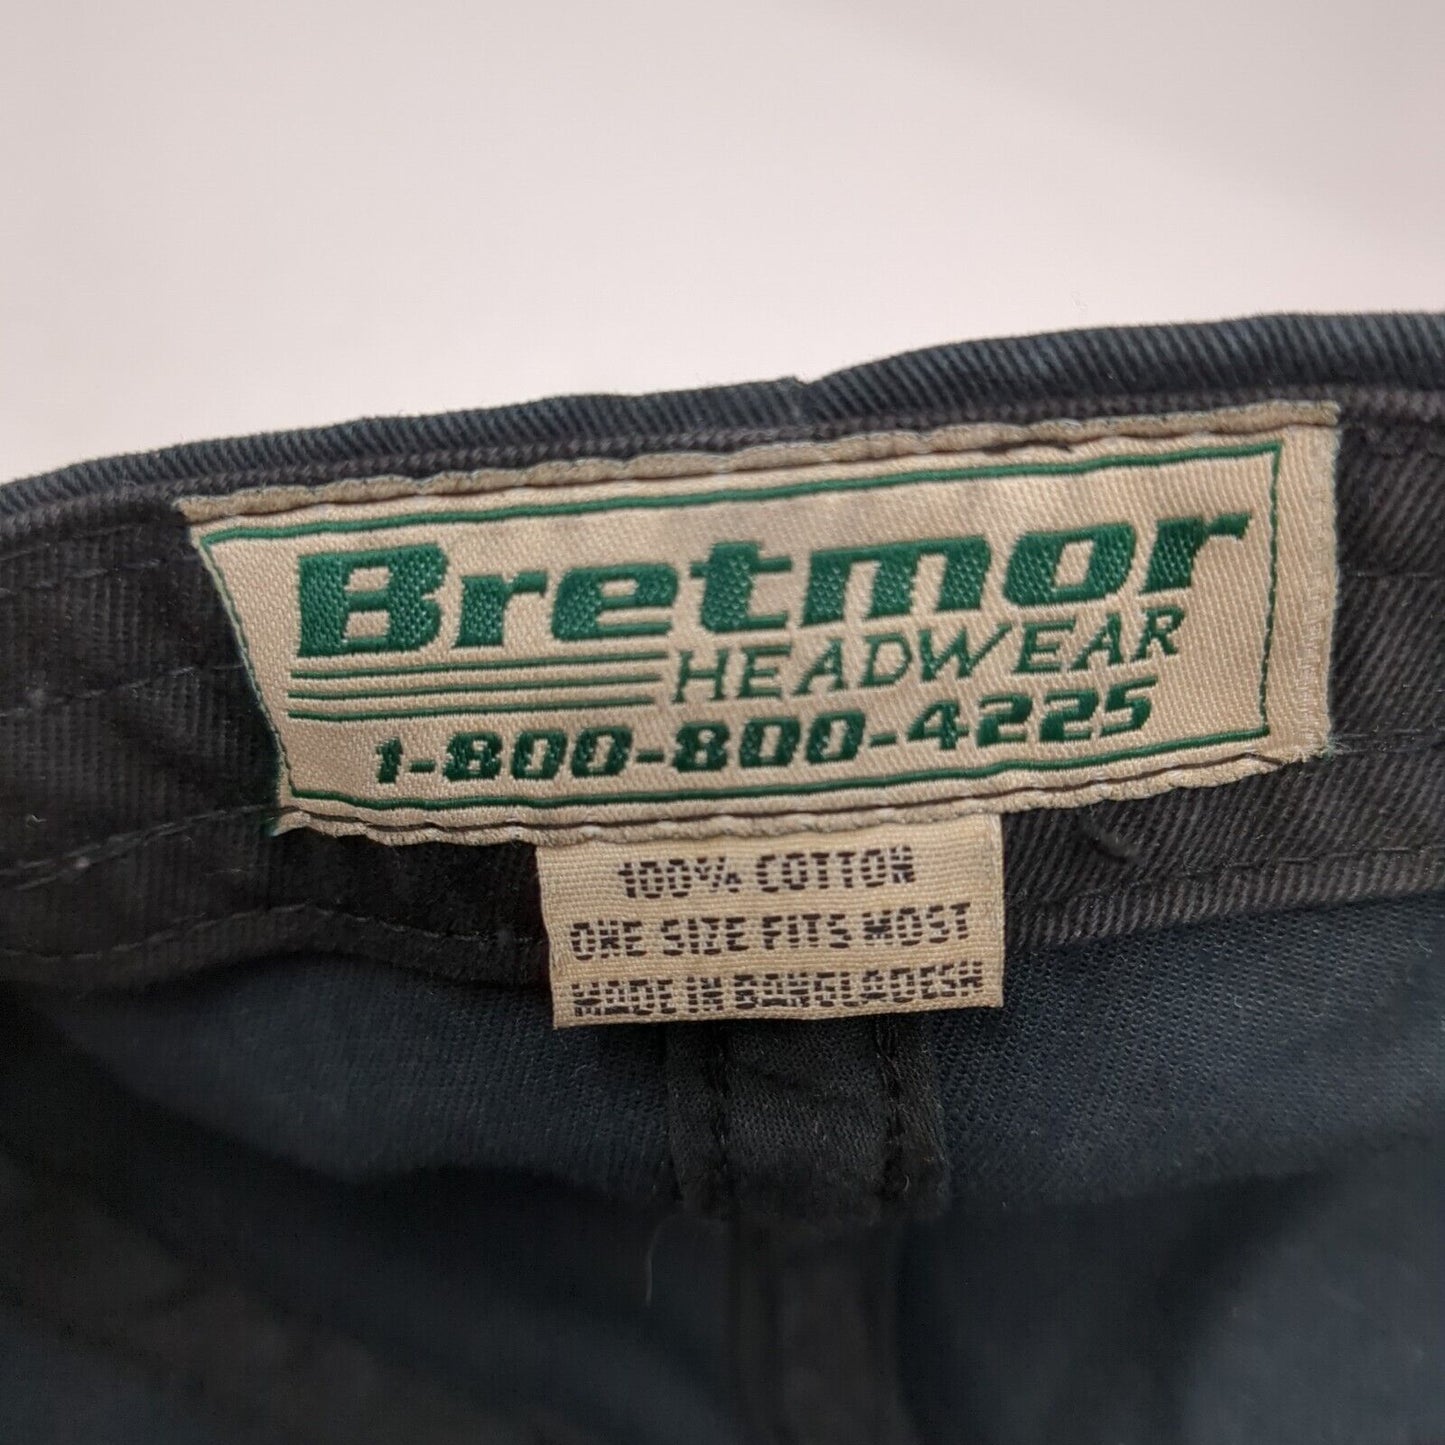 Bretmor
HEADWEAR
1-800-800-4225
100% COTTON
ONE SIZE FITS MOST
MADE IN BANGLADESH